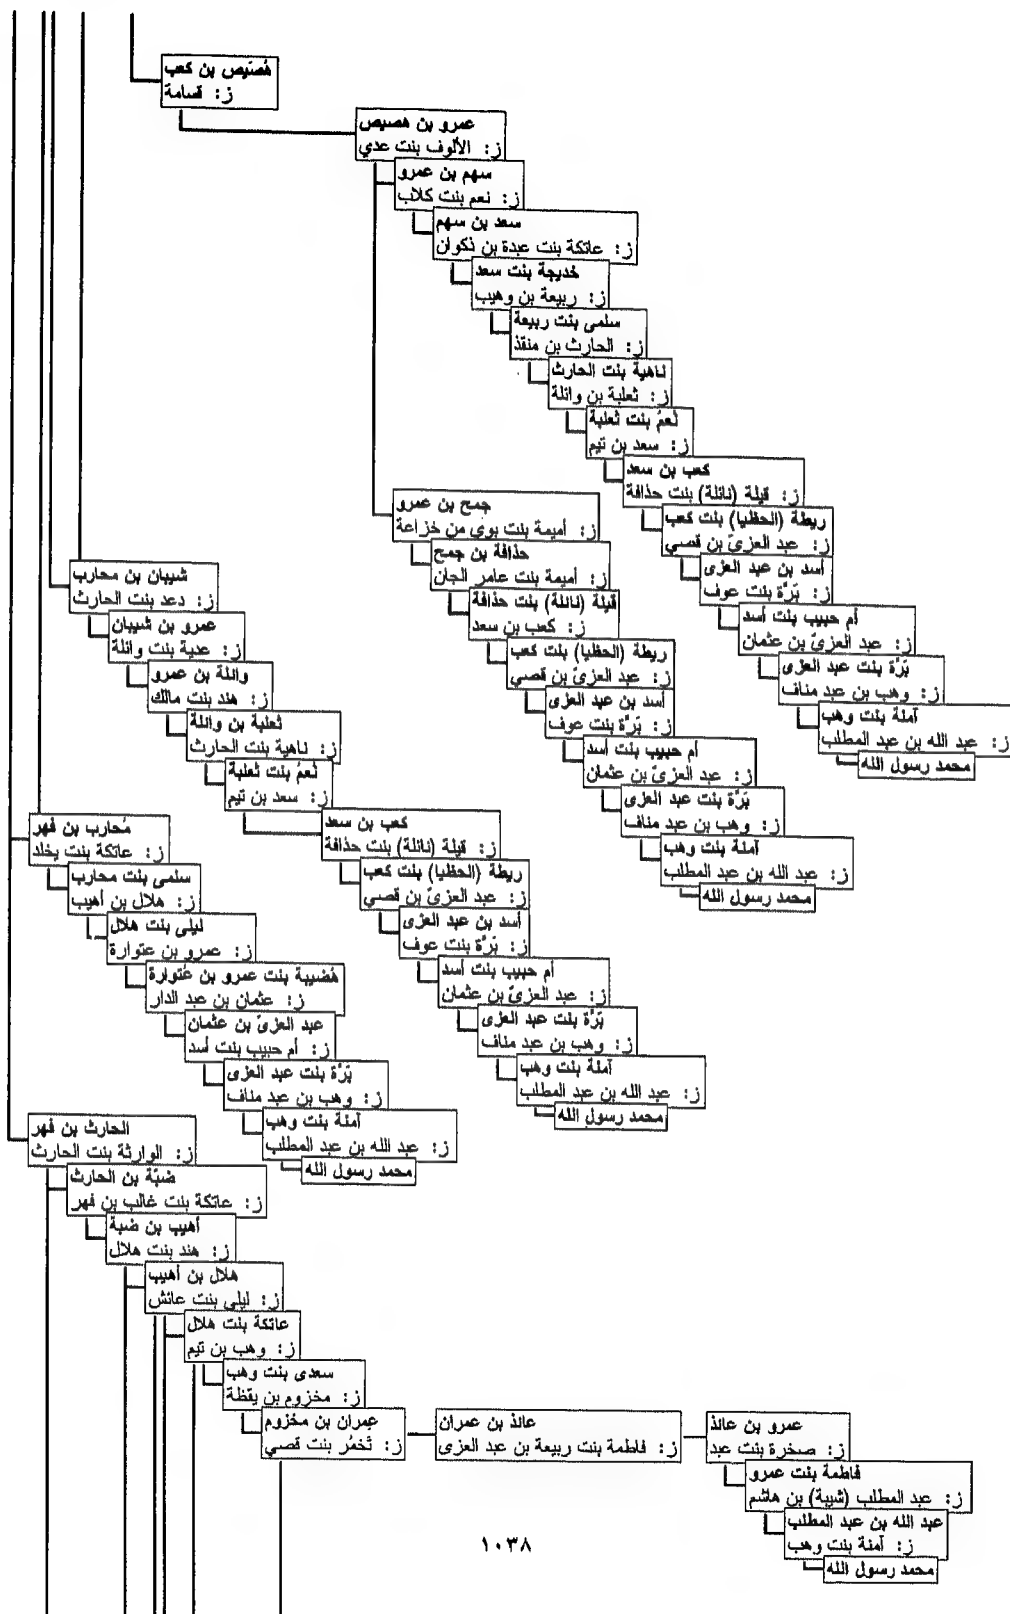 هُصَيص بن كعب
ز: قسامة
عمرو بن هصيص
ز: الألوف بنت عدي
سهم بن عمرو
ز: نعم بنت كلاب
سعد بن سهم
ز: عاتكة بنت عبدة بن ذكوان
خديجة بنت سعد
ز: ربيعة بن وهيب
سلمى بنت ربيعة
ز: الحارث بن منقذ
ناهية بنت الحارث
ز: ثعلبة بن وائلة
نُعمُ بنت ثعلبة
ز: سعد بن تيم
كعب بن سعد
ز: قيلة (نائلة) بنت حذافة
ريطة (الحظيا) بنت كعب
ز: عبد العزىّ بن قصي
أسد بن عبد العزى
ز: بَرَّة بنت عوف
أم حبيب بنت أسد
ز: عبد العزىّ بن عثمان
بَرَّة بنت عبد العزى
ز: وهب بن عبد مناف
آمنة بنت وهب
ز: عبد الله بن عبد المطلب
محمد رسول الله
جمح بن عمرو
ز: أميمة بنت بوي من خزاعة
حذافة بن جمح
ز: أميمة بنت عامر الجان
قيلة (نائلة) بنت حذافة
ز: كعب بن سعد
ريطة (الحظيا) بنت كعب
ز: عبد العزىّ بن قصي
أسد بن عبد العزى
ز: بَرَّة بنت عوف
أم حبيب بنت أسد
ز: عبد العزىّ بن عثمان
بَرَّة بنت عبد العزى
ز: وهب بن عبد مناف
آمنة بنت وهب
ز: عبد الله بن عبد المطلب
محمد رسول الله
شيبان بن محارب
ز: دعد بنت الحارث
عمرو بن شيبان
ز: عدية بنت وائلة
وائلة بن عمرو
ز: هند بنت مالك
ثعلبة بن وائلة
ز: ناهية بنت الحارث
نُعمُ بنت ثعلبة
ز: سعد بن تيم
كعب بن سعد
ز: قيلة (نائلة) بنت حذافة
ريطة (الحظيا) بنت كعب
ز: عبد العزىّ بن قصي
أسد بن عبد العزى
ز: بَرَّة بنت عوف
أم حبيب بنت أسد
ز: عبد العزىّ بن عثمان
بَرَّة بنت عبد العزى
ز: وهب بن عبد مناف
آمنة بنت وهب
ز: عبد الله بن عبد المطلب
محمد رسول الله
مُحارب بن فهر
ز: عاتكة بنت يخلد
سلمى بنت محارب
ز: هلال بن أهيب
ليلى بنت هلال
ز: عمرو بن عتوارة
هُضيبة بنت عمرو بن عُتوارة
ز: عثمان بن عبد الدار
عبد العزىّ بن عثمان
ز: أم حبيب بنت أسد
بَرَّة بنت عبد العزى
ز: وهب بن عبد مناف
آمنة بنت وهب
ز: عبد الله بن عبد المطلب
محمد رسول الله
الحارث بن فهر
ز: الوارثة بنت الحارث
ضبّة بن الحارث
ز: عاتكة بنت غالب بن فهر
أهيب بن ضبة
ز: هند بنت هلال
هلال بن أهيب
ز: ليلى بنت عائش
عاتكة بنت هلال
ز: وهب بن تيم
سعدى بنت وهب
ز: مخزوم بن يقظة
عِمران بن مخزوم
ز: تَخمُر بنت قصي
عائذ بن عمران
ز: فاطمة بنت ربيعة بن عبد العزى
عمرو بن عائذ
ز: صخرة بنت عبد
فاطمة بنت عمرو
ز: عبد المطلب (شيبة) بن هاشم
عبد الله بن عبد المطلب
ز: آمنة بنت وهب
محمد رسول الله
١٠٣٨